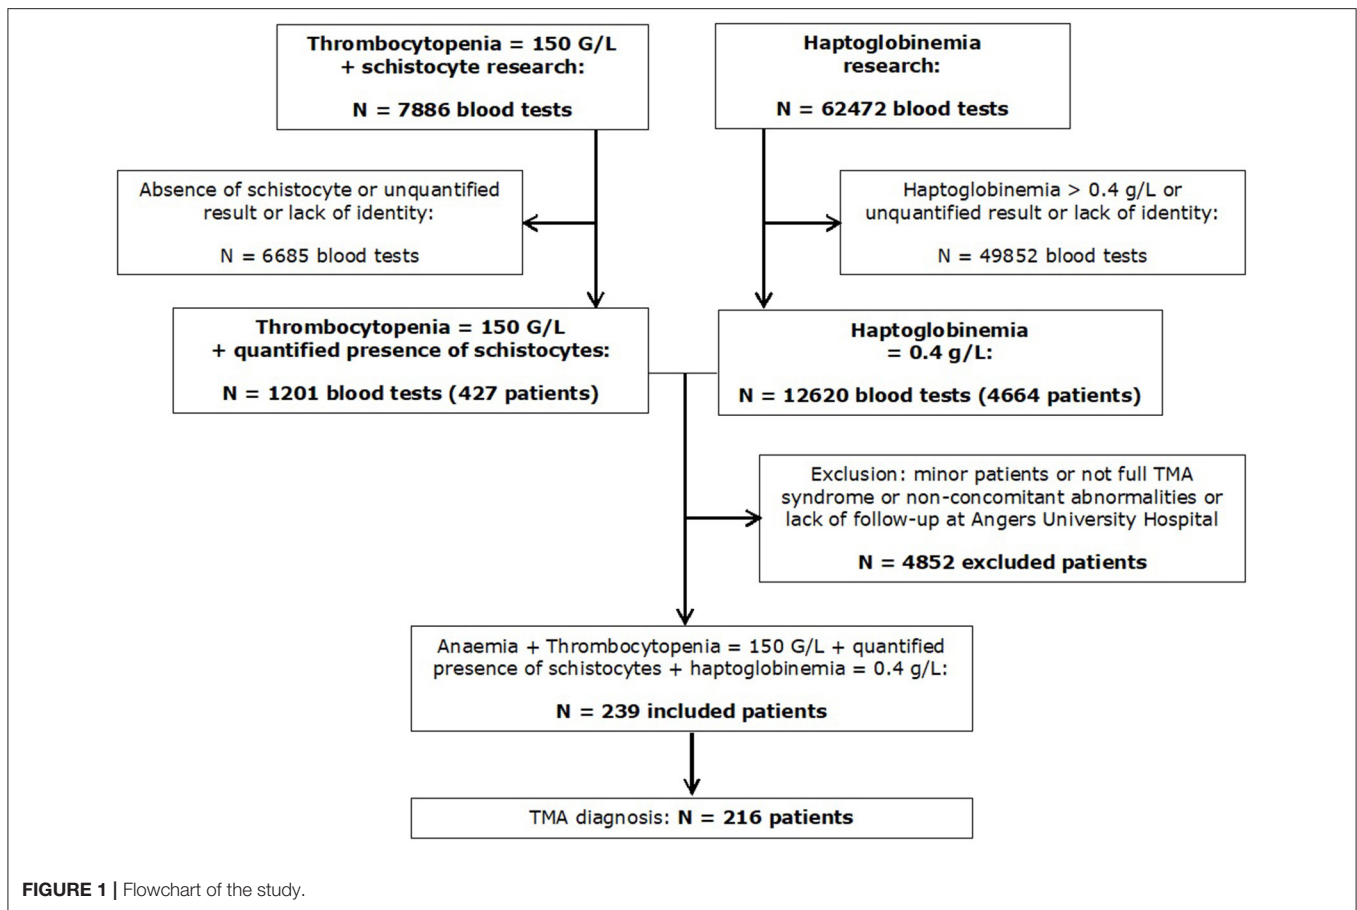 Thrombocytopenia = 150 G/L
+ schistocyte research:
N = 7886 blood tests
Haptoglobinemia
research:
N = 62472 blood tests
Absence of schistocyte or unquantified
result or lack of identity:
N = 6685 blood tests
Haptoglobinemia > 0.4 g/L or
unquantified result or lack of identity:
N = 49852 blood tests
Thrombocytopenia = 150 G/L
+ quantified presence of schistocytes:
N = 1201 blood tests (427 patients)
Haptoglobinemia
= 0.4 g/L:
N = 12620 blood tests (4664 patients)
Exclusion: minor patients or not full TMA
syndrome or non-concomitant abnormalities or
lack of follow-up at Angers University Hospital
N = 4852 excluded patients
Anaemia + Thrombocytopenia = 150 G/L + quantified
presence of schistocytes + haptoglobinemia = 0.4 g/L:
N = 239 included patients
TMA diagnosis: N = 216 patients
FIGURE 1 | Flowchart of the study.